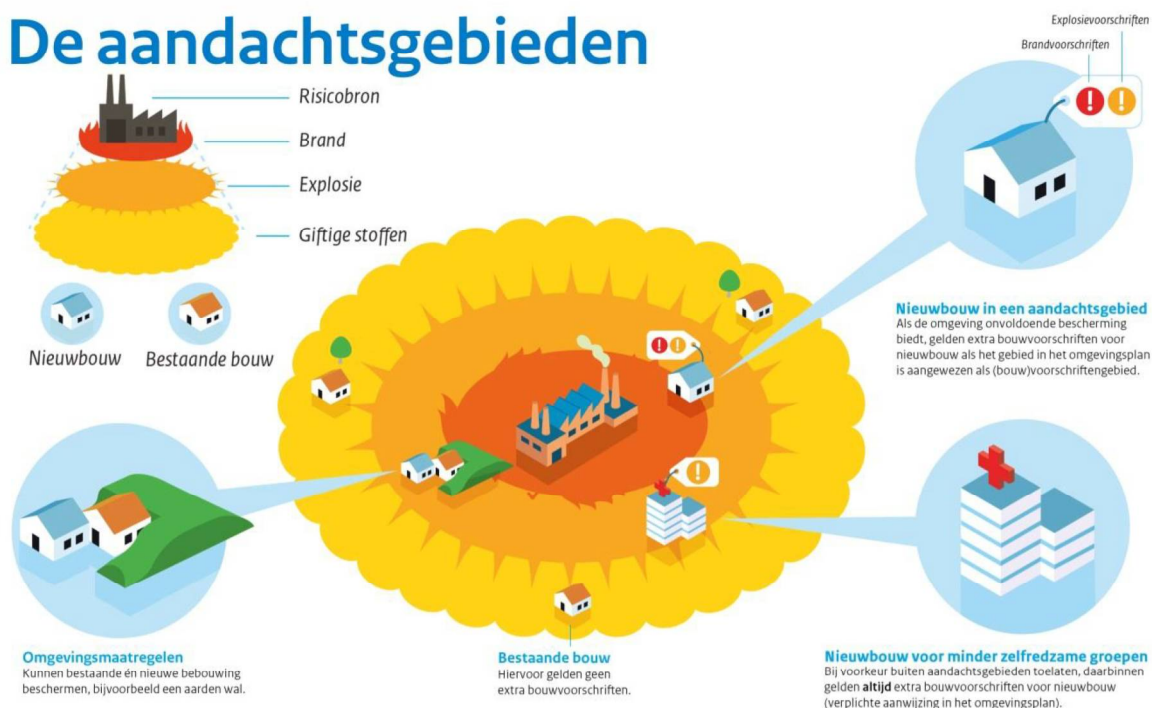 De aandachtsgebieden
Risicobron
Brand
Explosie
Giftige stoffen
Nieuwbouw
Bestaande bouw
Explosievoorschriften
Brandvoorschriften
Nieuwbouw in een aandachtsgebied
Als de omgeving onvoldoende bescherming
biedt, gelden extra bouwvoorschriften voor
nieuwbouw als het gebied in het omgevingsplan
is aangewezen als (bouw)voorschriftengebied.
Omgevingsmaatregelen
Kunnen bestaande én nieuwe bebouwing
beschermen, bijvoorbeeld een aarden wal.
Bestaande bouw
Hiervoor gelden geen
extra bouwvoorschriften.
Nieuwbouw voor minder zelfredzame groepen
Bij voorkeur buiten aandachtsgebieden toelaten, daarbinnen
gelden altijd extra bouwvoorschriften voor nieuwbouw
(verplichte aanwijzing in het omgevingsplan).